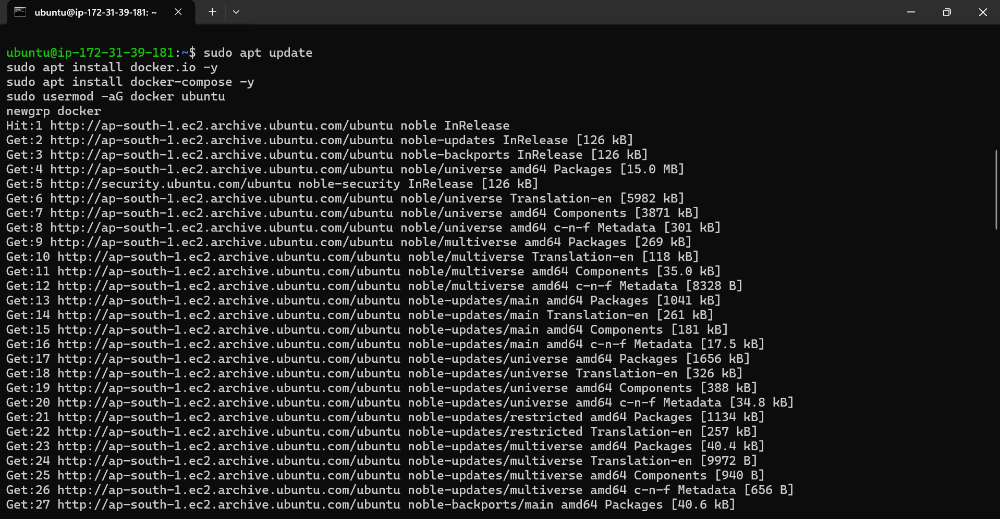 ubuntu@ip-172-31-39-181: ~
ubuntu@ip-172-31-39-181:~$ sudo apt update
sudo apt install docker.io -y
sudo apt install docker-compose -y
sudo usermod -aG docker ubuntu
newgrp docker
Hit:1 http://ap-south-1.ec2.archive.ubuntu.com/ubuntu noble InRelease
Get:2 http://ap-south-1.ec2.archive.ubuntu.com/ubuntu noble-updates InRelease [126 kB]
Get:3 http://ap-south-1.ec2.archive.ubuntu.com/ubuntu noble-backports InRelease [126 kB]
Get:4 http://ap-south-1.ec2.archive.ubuntu.com/ubuntu noble/universe amd64 Packages [15.0 MB]
Get:5 http://security.ubuntu.com/ubuntu noble-security InRelease [126 kB]
Get:6 http://ap-south-1.ec2.archive.ubuntu.com/ubuntu noble/universe Translation-en [5982 kB]
Get:7 http://ap-south-1.ec2.archive.ubuntu.com/ubuntu noble/universe amd64 Components [3871 kB]
Get:8 http://ap-south-1.ec2.archive.ubuntu.com/ubuntu noble/universe amd64 c-n-f Metadata [301 kB]
Get:9 http://ap-south-1.ec2.archive.ubuntu.com/ubuntu noble/multiverse amd64 Packages [269 kB]
Get:10 http://ap-south-1.ec2.archive.ubuntu.com/ubuntu noble/multiverse Translation-en [118 kB]
Get:11 http://ap-south-1.ec2.archive.ubuntu.com/ubuntu noble/multiverse amd64 Components [35.0 kB]
Get:12 http://ap-south-1.ec2.archive.ubuntu.com/ubuntu noble/multiverse amd64 c-n-f Metadata [8328 B]
Get:13 http://ap-south-1.ec2.archive.ubuntu.com/ubuntu noble-updates/main amd64 Packages [1041 kB]
Get:14 http://ap-south-1.ec2.archive.ubuntu.com/ubuntu noble-updates/main Translation-en [261 kB]
Get:15 http://ap-south-1.ec2.archive.ubuntu.com/ubuntu noble-updates/main amd64 Components [181 kB]
Get:16 http://ap-south-1.ec2.archive.ubuntu.com/ubuntu noble-updates/main amd64 c-n-f Metadata [17.5 kB]
Get:17 http://ap-south-1.ec2.archive.ubuntu.com/ubuntu noble-updates/universe amd64 Packages [1656 kB]
Get:18 http://ap-south-1.ec2.archive.ubuntu.com/ubuntu noble-updates/universe Translation-en [326 kB]
Get:19 http://ap-south-1.ec2.archive.ubuntu.com/ubuntu noble-updates/universe amd64 Components [388 kB]
Get:20 http://ap-south-1.ec2.archive.ubuntu.com/ubuntu noble-updates/universe amd64 c-n-f Metadata [34.8 kB]
Get:21 http://ap-south-1.ec2.archive.ubuntu.com/ubuntu noble-updates/restricted amd64 Packages [1134 kB]
Get:22 http://ap-south-1.ec2.archive.ubuntu.com/ubuntu noble-updates/restricted Translation-en [257 kB]
Get:23 http://ap-south-1.ec2.archive.ubuntu.com/ubuntu noble-updates/multiverse amd64 Packages [40.4 kB]
Get:24 http://ap-south-1.ec2.archive.ubuntu.com/ubuntu noble-updates/multiverse Translation-en [9972 B]
Get:25 http://ap-south-1.ec2.archive.ubuntu.com/ubuntu noble-updates/multiverse amd64 Components [940 B]
Get:26 http://ap-south-1.ec2.archive.ubuntu.com/ubuntu noble-updates/multiverse amd64 c-n-f Metadata [656 B]
Get:27 http://ap-south-1.ec2.archive.ubuntu.com/ubuntu noble-backports/main amd64 Packages [40.6 kB]